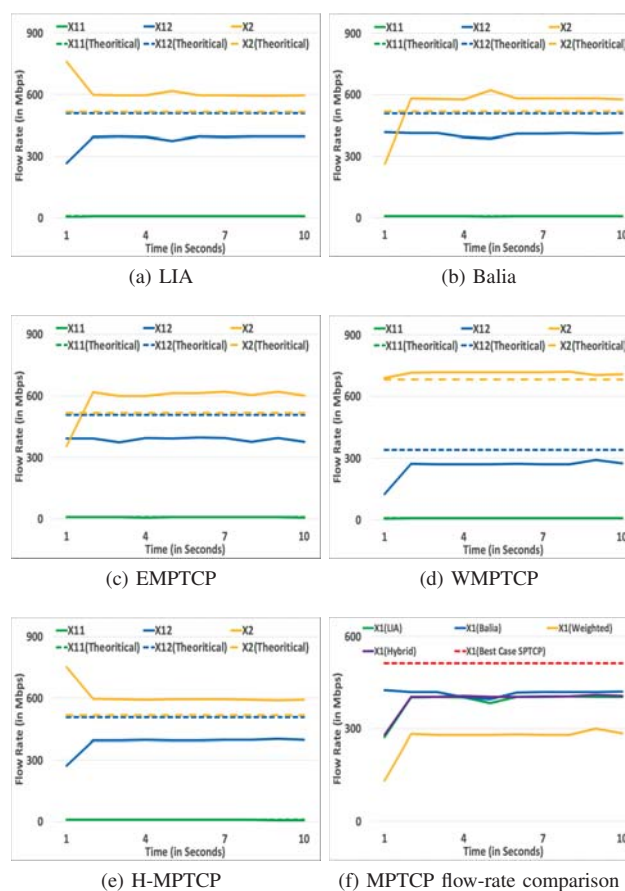 X11 X12 X2
X11(Theoritical) X12(Theoritical) X2(Theoritical)
Flow Rate (in Mbps)
900
600
300
0
1 4 7 10
Time (in Seconds)
(a) LIA
X11 X12 X2
X11(Theoritical) X12(Theoritical) X2(Theoritical)
Flow Rate (in Mbps)
900
600
300
0
1 4 7 10
Time (in Seconds)
(b) Balia
X11 X12 X2
X11(Theoritical) X12(Theoritical) X2(Theoritical)
Flow Rate (in Mbps)
900
600
300
0
1 4 7 10
Time (in Seconds)
(c) EMPTCP
X11 X12 X2
X11(Theoritical) X12(Theoritical) X2(Theoritical)
Flow Rate (in Mbps)
900
600
300
0
1 4 7 10
Time (in Seconds)
(d) WMPTCP
X11 X12 X2
X11(Theoritical) X12(Theoritical) X2(Theoritical)
Flow Rate (in Mbps)
900
600
300
0
1 4 7 10
Time (in Seconds)
(e) H-MPTCP
X1(LIA) X1(Balia) X1(Weighted)
X1(Hybrid) X1(Best Case SPTCP)
Flow Rate (in Mbps)
600
300
0
1 4 7 10
Time (in Seconds)
(f) MPTCP flow-rate comparison